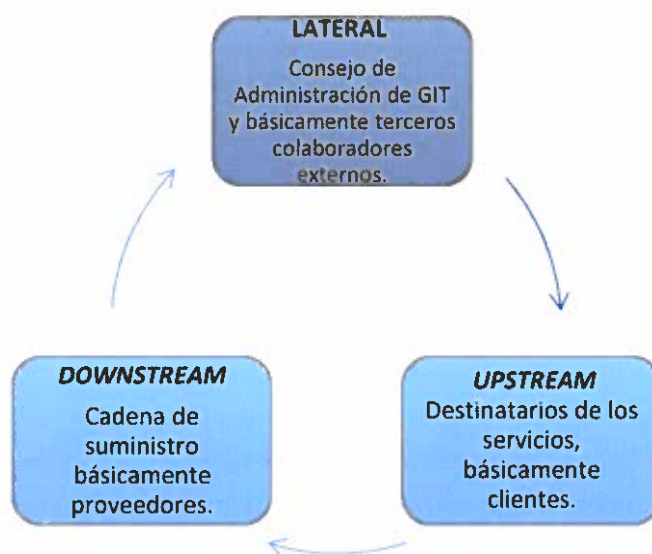 LATERAL
Consejo de
Administración de GIT
y básicamente terceros
colaboradores
externos.
DOWNSTREAM
Cadena de
suministro
básicamente
proveedores.
UPSTREAM
Destinatarios de los
servicios,
básicamente
clientes.